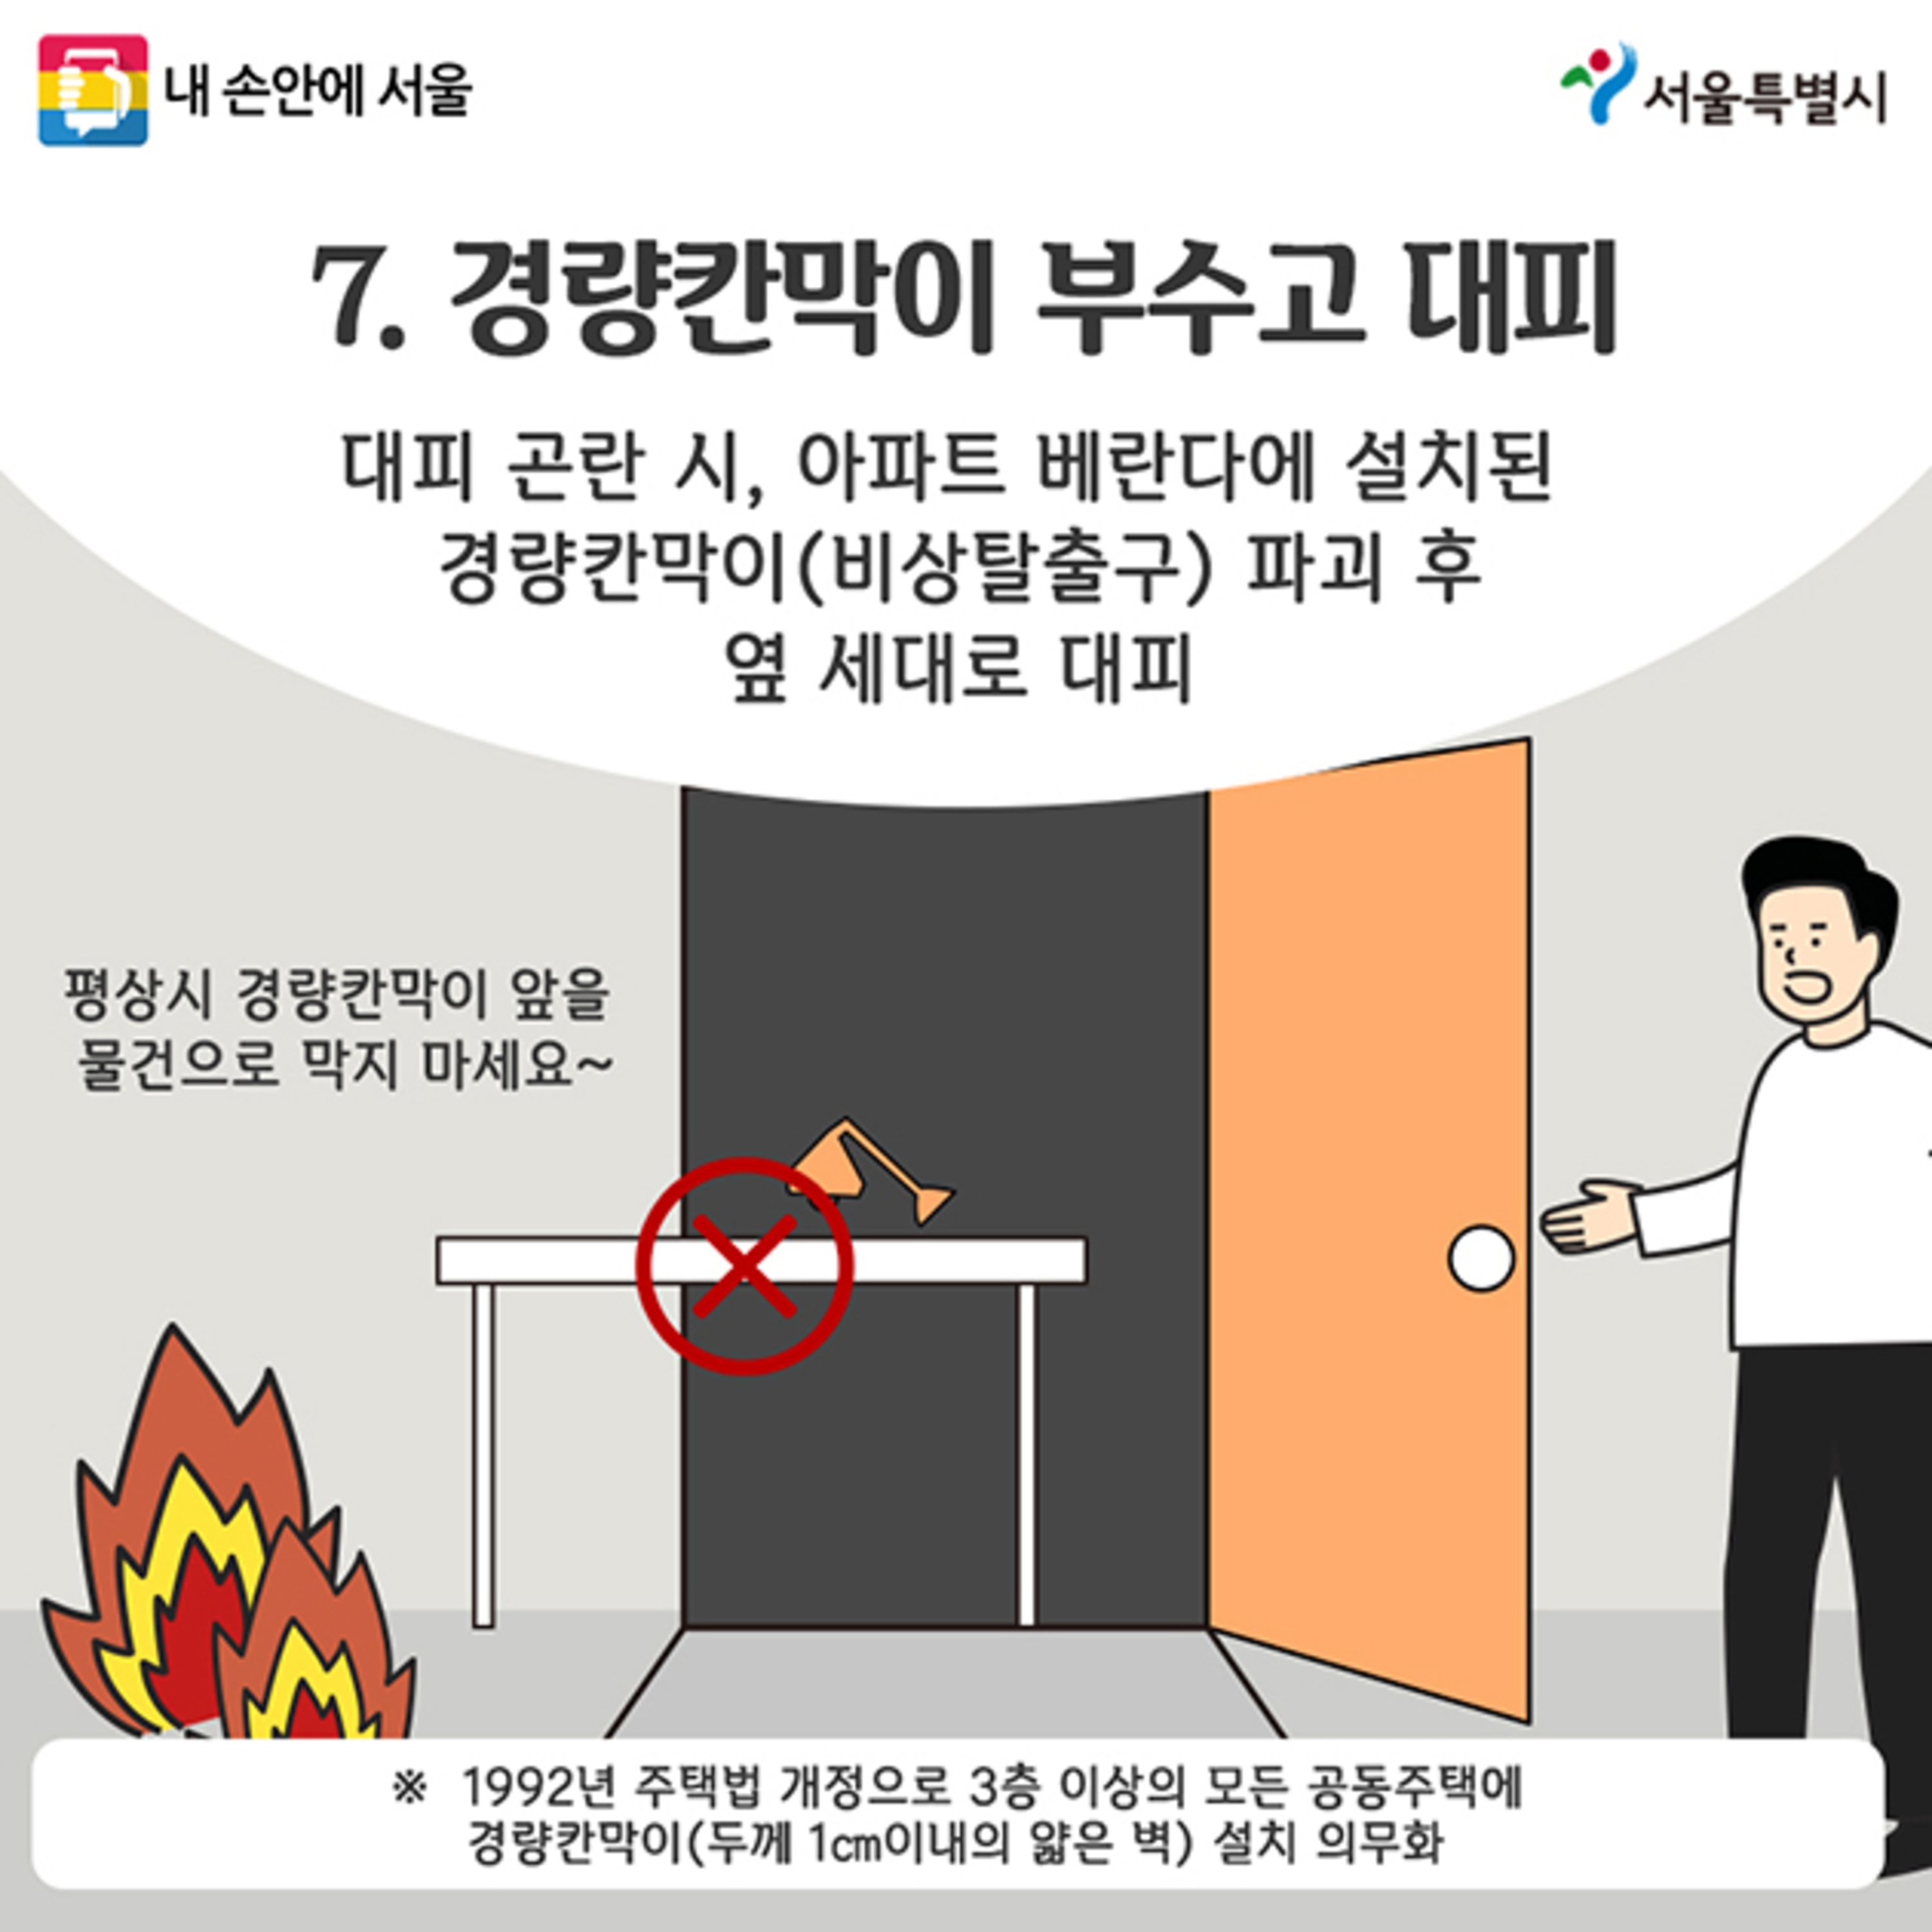 내 손안에 서울
서울특별시
7. 경량칸막이 부수고 대피
대피 곤란 시, 아파트 베란다에 설치된
경량칸막이(비상탈출구) 파괴 후
옆 세대로 대피
평상시 경량칸막이 앞을
물건으로 막지 마세요~
※ 1992년 주택법 개정으로 3층 이상의 모든 공동주택에
경량칸막이(두께 1cm이내의 얇은 벽) 설치 의무화